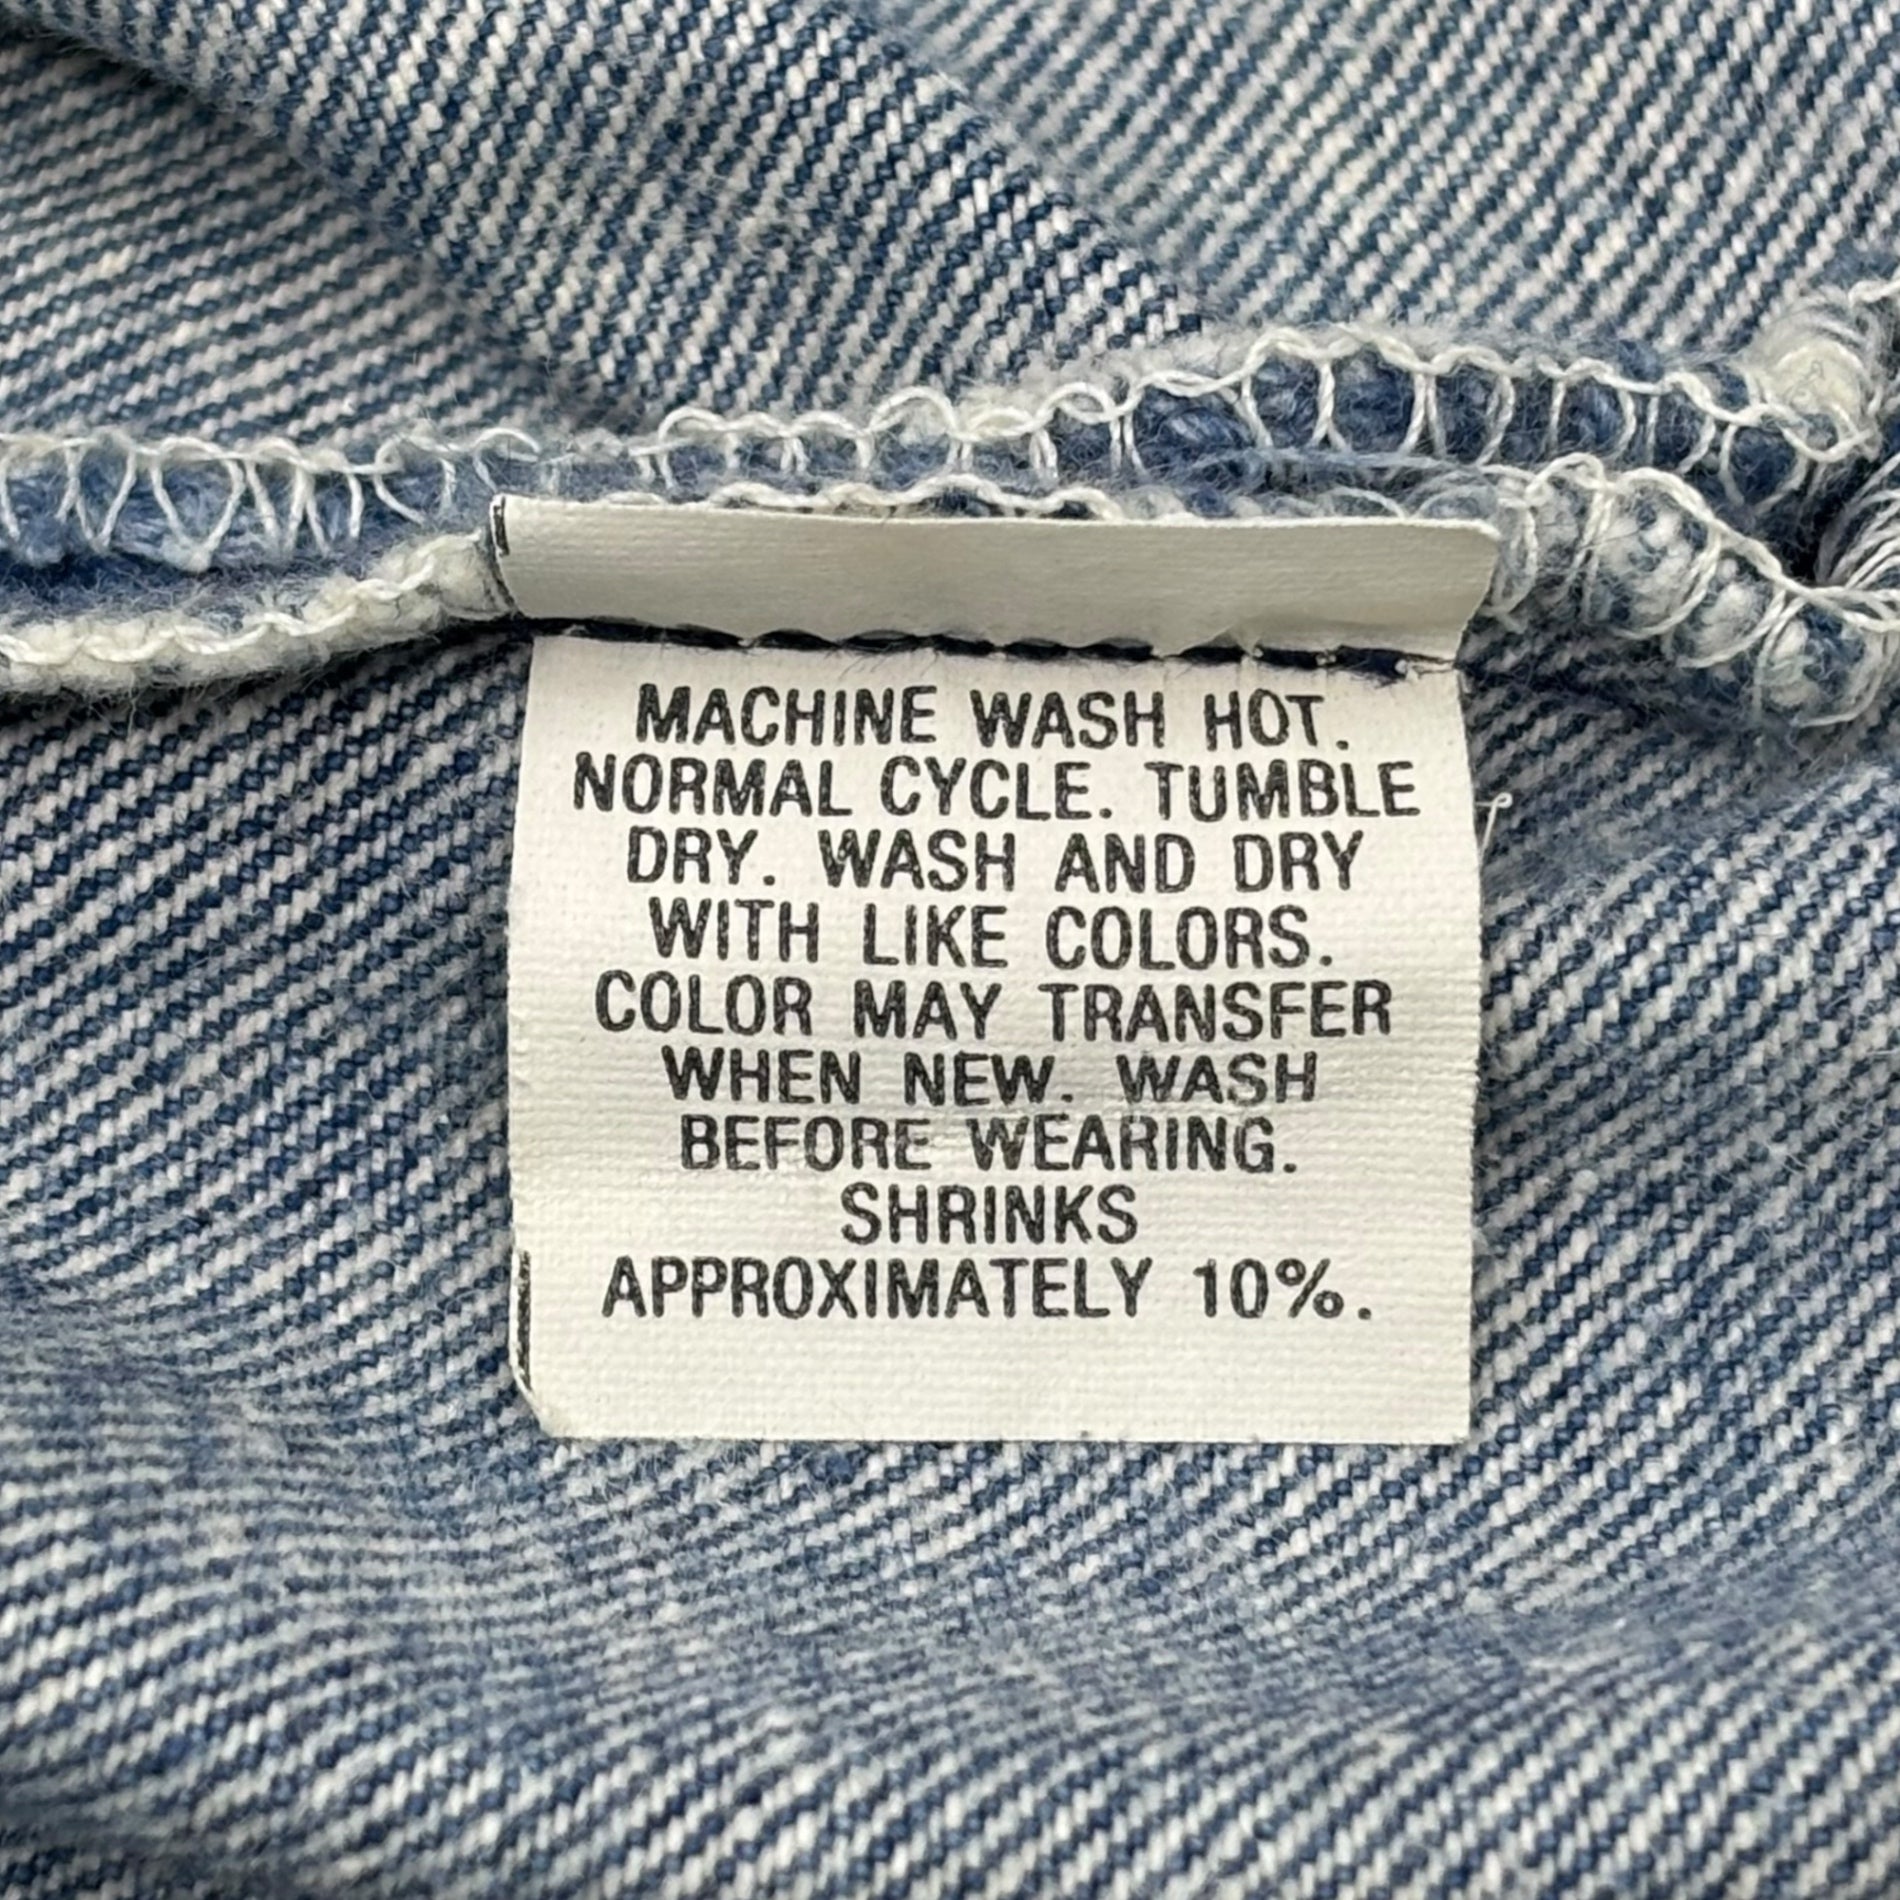 MACHINE WASH HOT.
NORMAL CYCLE. TUMBLE
DRY. WASH AND DRY
WITH LIKE COLORS.
COLOR MAY TRANSFER
WHEN NEW. WASH
BEFORE WEARING.
SHRINKS
APPROXIMATELY 10%.